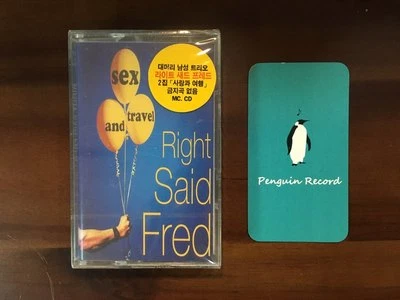 sex
and travel
대머리 남성 트리오
라이트 새드 프레드
2집 「사랑과 여행」
금지곡 없음
MC. CD
Right
Said
Fred
Penguin Record